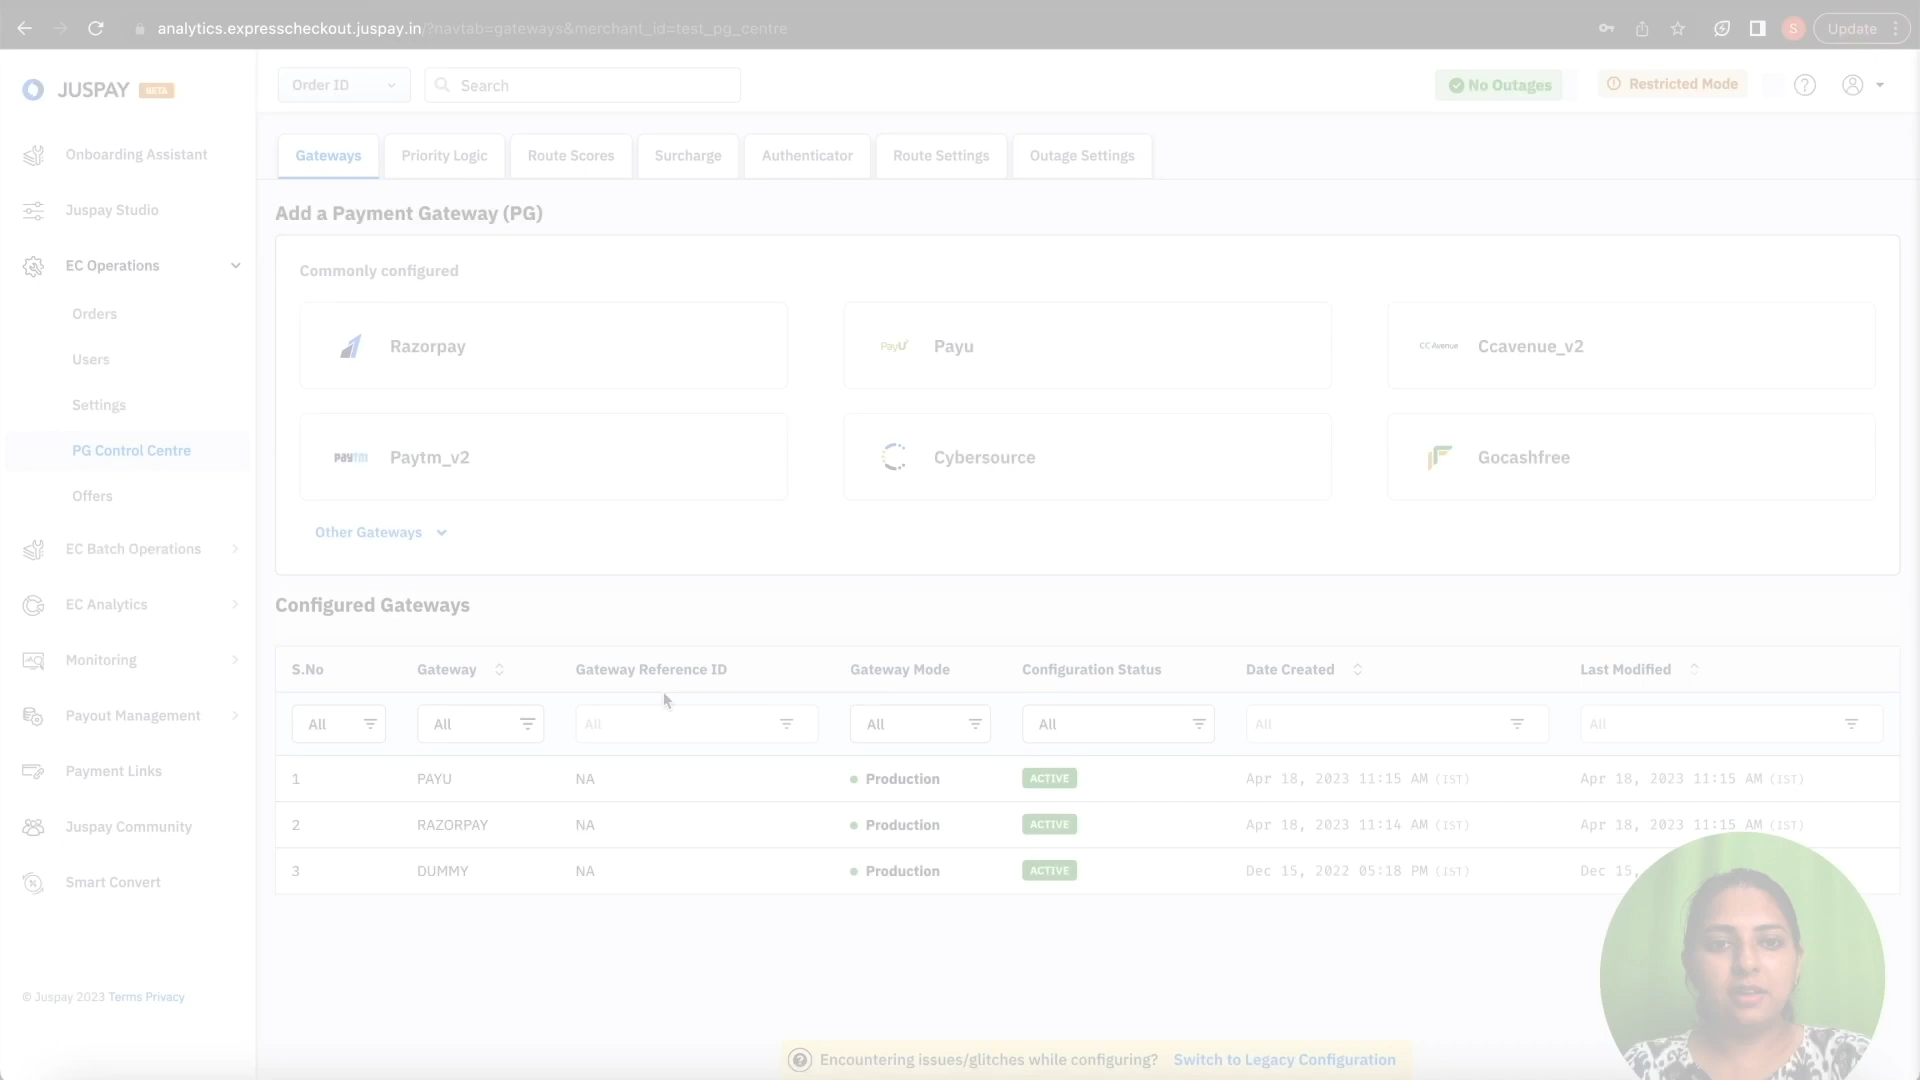 analytics.expresscheckout.juspay.in/?navtab=gateways&merchant_id=test_pg_centre
S
Update
JUSPAY BETA
Order ID
Search
No Outages
Restricted Mode
Onboarding Assistant
Juspay Studio
EC Operations
Orders
Users
Settings
PG Control Centre
Offers
EC Batch Operations
EC Analytics
Monitoring
Payout Management
Payment Links
Juspay Community
Smart Convert
© Juspay 2023 Terms Privacy
Gateways Priority Logic Route Scores Surcharge Authenticator Route Settings Outage Settings
Add a Payment Gateway (PG)
Commonly configured
Razorpay
PayU Payu
CC Avenue Ccavenue_v2
paytm Paytm_v2
Cybersource
Gocashfree
Other Gateways
Configured Gateways
S.No Gateway Gateway Reference ID Gateway Mode Configuration Status Date Created Last Modified
All All All All All All All
1 PAYU NA Production ACTIVE Apr 18, 2023 11:15 AM (IST) Apr 18, 2023 11:15 AM (IST)
2 RAZORPAY NA Production ACTIVE Apr 18, 2023 11:14 AM (IST) Apr 18, 2023 11:15 AM (IST)
3 DUMMY NA Production ACTIVE Dec 15, 2022 05:18 PM (IST) Dec 15,
Encountering issues/glitches while configuring? Switch to Legacy Configuration